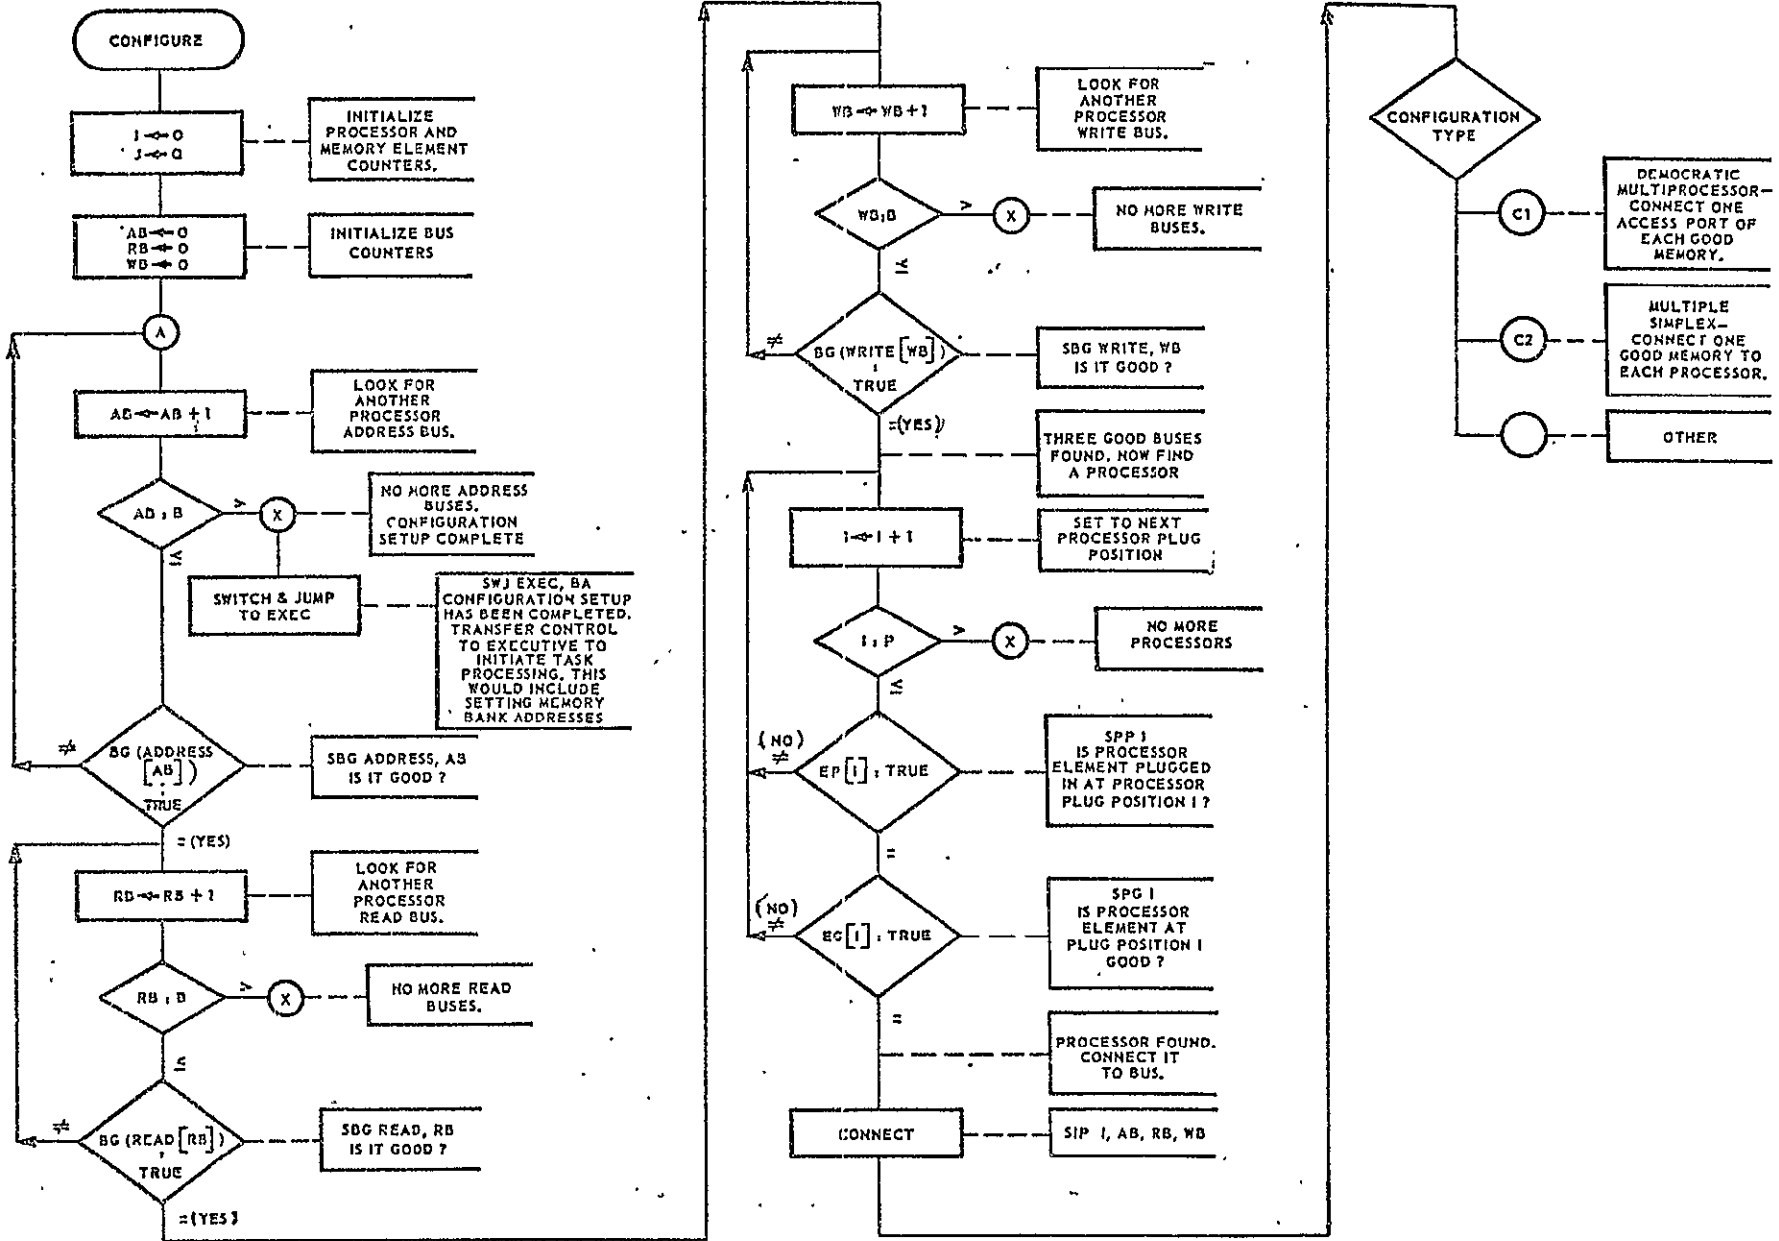 CONFIGURE
I ← 0
J ← 0
INITIALIZE
PROCESSOR AND
MEMORY ELEMENT
COUNTERS.
AB ← 0
RB ← 0
WB ← 0
INITIALIZE BUS
COUNTERS
A
AB ← AB + 1
LOOK FOR
ANOTHER
PROCESSOR
ADDRESS BUS.
AB : B
>
X
NO MORE ADDRESS
BUSES.
CONFIGURATION
SETUP COMPLETE
≤
SWITCH & JUMP
TO EXEC
SWJ EXEC, BA
CONFIGURATION SETUP
HAS BEEN COMPLETED.
TRANSFER CONTROL
TO EXECUTIVE TO
INITIATE TASK
PROCESSING. THIS
WOULD INCLUDE
SETTING MEMORY
BANK ADDRESSES
≠
BG (ADDRESS
[AB])
:
TRUE
SBG ADDRESS, AB
IS IT GOOD ?
= (YES)
RB ← RB + 1
LOOK FOR
ANOTHER
PROCESSOR
READ BUS.
RB : B
>
X
NO MORE READ
BUSES.
≤
≠
BG (READ [RB])
:
TRUE
SBG READ, RB
IS IT GOOD ?
= (YES)
WB ← WB + 1
LOOK FOR
ANOTHER
PROCESSOR
WRITE BUS.
WB : B
>
X
NO MORE WRITE
BUSES.
≤
≠
BG (WRITE [WB])
:
TRUE
SBG WRITE, WB
IS IT GOOD ?
= (YES)
THREE GOOD BUSES
FOUND. NOW FIND
A PROCESSOR
I ← I + 1
SET TO NEXT
PROCESSOR PLUG
POSITION
I : P
>
X
NO MORE
PROCESSORS
≤
(NO)
≠
EP [I] : TRUE
SPP I
IS PROCESSOR
ELEMENT PLUGGED
IN AT PROCESSOR
PLUG POSITION I ?
=
(NO)
≠
EG [I] : TRUE
SPG I
IS PROCESSOR
ELEMENT AT
PLUG POSITION I
GOOD ?
=
PROCESSOR FOUND.
CONNECT IT
TO BUS.
CONNECT
SIP I, AB, RB, WB
CONFIGURATION
TYPE
C1
DEMOCRATIC
MULTIPROCESSOR—
CONNECT ONE
ACCESS PORT OF
EACH GOOD
MEMORY.
C2
MULTIPLE
SIMPLEX—
CONNECT ONE
GOOD MEMORY TO
EACH PROCESSOR.
OTHER